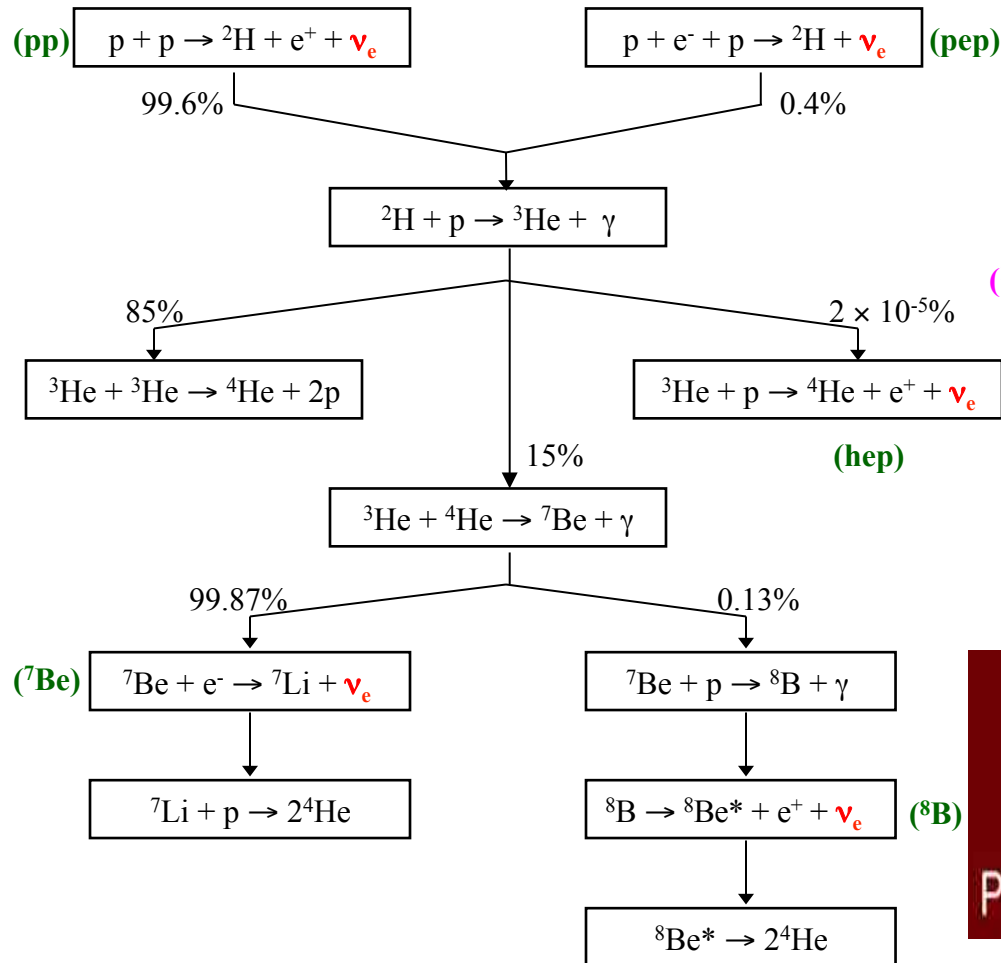 (pp) p + p → ²H + e⁺ + νₑ
p + e⁻ + p → ²H + νₑ (pep)
99.6%
0.4%
²H + p → ³He + γ
(
85%
2 × 10⁻⁵%
³He + ³He → ⁴He + 2p
³He + p → ⁴He + e⁺ + νₑ
(hep)
15%
³He + ⁴He → ⁷Be + γ
99.87%
0.13%
(⁷Be) ⁷Be + e⁻ → ⁷Li + νₑ
⁷Be + p → ⁸B + γ
⁷Li + p → 2⁴He
⁸B → ⁸Be* + e⁺ + νₑ (⁸B)
P
⁸Be* → 2⁴He